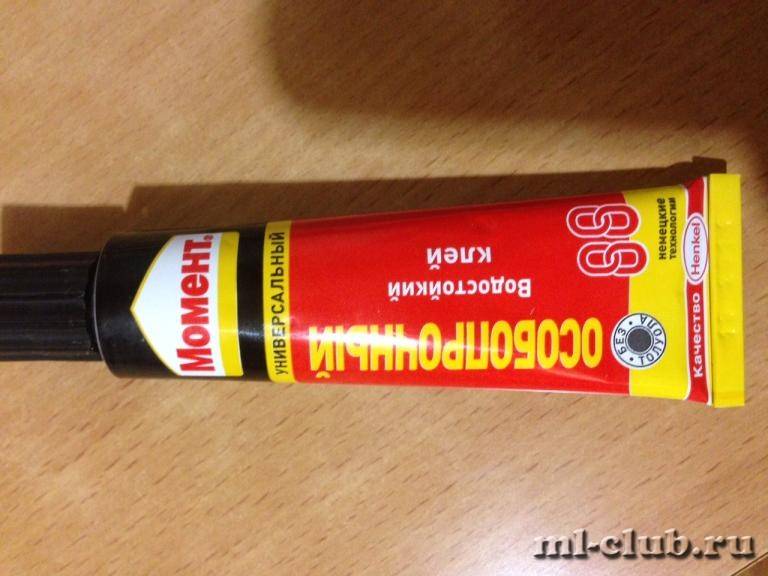 Момент®
УНИВЕРСАЛЬНЫЙ
ОСОБОПРОЧНЫЙ
Водостойкий
КЛЕЙ
88
БЕЗ ТОЛУОЛА
немецкие
технологии
Качество Henkel
ml-club.ru